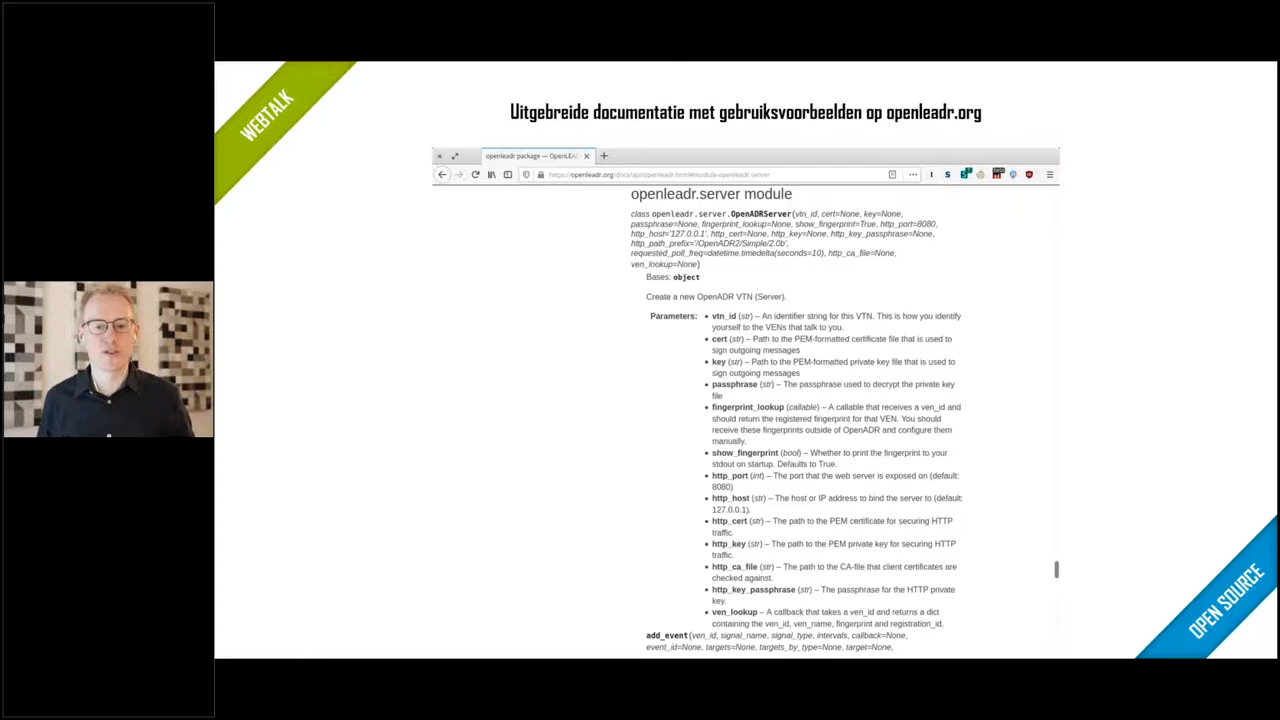 WEBTALK
Uitgebreide documentatie met gebruiksvoorbeelden op openleadr.org
openleadr package — OpenLEAD
https://openleadr.org/docs/api/openleadr.html#module-openleadr.server
openleadr.server module
class openleadr.server.OpenADRServer(vtn_id, cert=None, key=None,
passphrase=None, fingerprint_lookup=None, show_fingerprint=True, http_port=8080,
http_host='127.0.0.1', http_cert=None, http_key=None, http_key_passphrase=None,
http_path_prefix='/OpenADR2/Simple/2.0b',
requested_poll_freq=datetime.timedelta(seconds=10), http_ca_file=None,
ven_lookup=None)
Bases: object
Create a new OpenADR VTN (Server).
Parameters: • vtn_id (str) – An identifier string for this VTN. This is how you identify
yourself to the VENs that talk to you.
• cert (str) – Path to the PEM-formatted certificate file that is used to
sign outgoing messages
• key (str) – Path to the PEM-formatted private key file that is used to
sign outgoing messages
• passphrase (str) – The passphrase used to decrypt the private key
file
• fingerprint_lookup (callable) – A callable that receives a ven_id and
should return the registered fingerprint for that VEN. You should
receive these fingerprints outside of OpenADR and configure them
manually.
• show_fingerprint (bool) – Whether to print the fingerprint to your
stdout on startup. Defaults to True.
• http_port (int) – The port that the web server is exposed on (default:
8080)
• http_host (str) – The host or IP address to bind the server to (default:
127.0.0.1).
• http_cert (str) – The path to the PEM certificate for securing HTTP
traffic.
• http_key (str) – The path to the PEM private key for securing HTTP
traffic.
• http_ca_file (str) – The path to the CA-file that client certificates are
checked against.
• http_key_passphrase (str) – The passphrase for the HTTP private
key.
• ven_lookup – A callback that takes a ven_id and returns a dict
containing the ven_id, ven_name, fingerprint and registration_id.
add_event(ven_id, signal_name, signal_type, intervals, callback=None,
event_id=None, targets=None, targets_by_type=None, target=None,
OPEN SOURCE